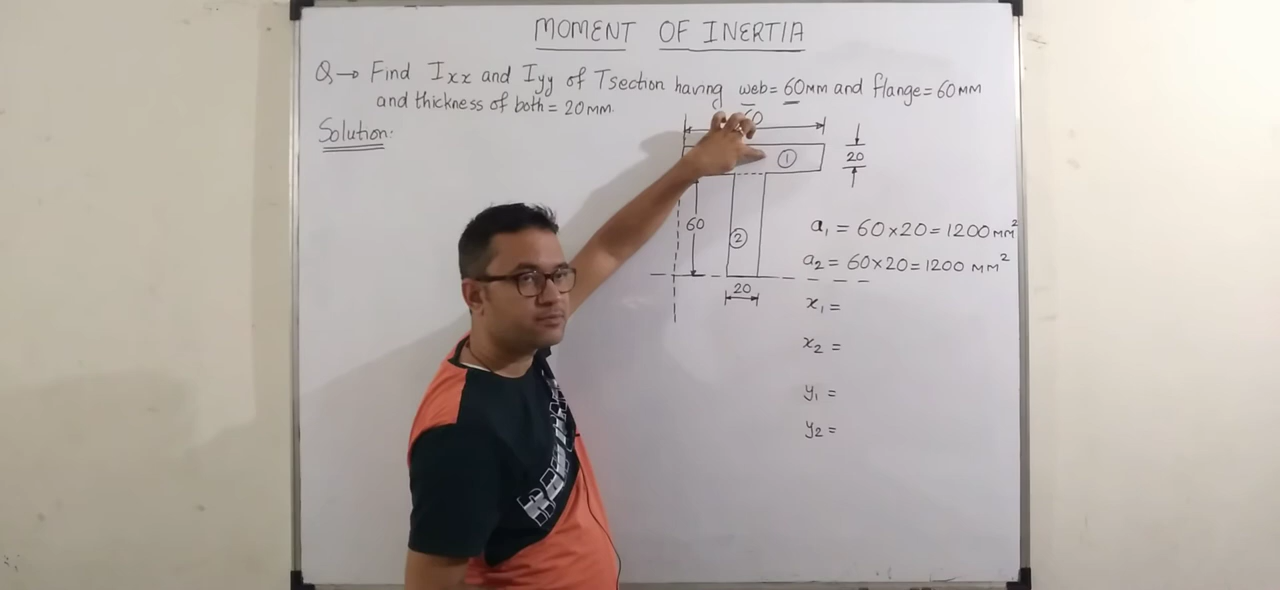 MOMENT OF INERTIA
Q→ Find Ixx and Iyy of Tsection having web= 60MM and flange= 60MM
and thickness of both = 20MM.
Solution:
①
20
60
②
20
a₁ = 60×20= 1200MM²
a₂ = 60×20= 1200 MM²
x₁ =
x₂ =
y₁ =
y₂ =